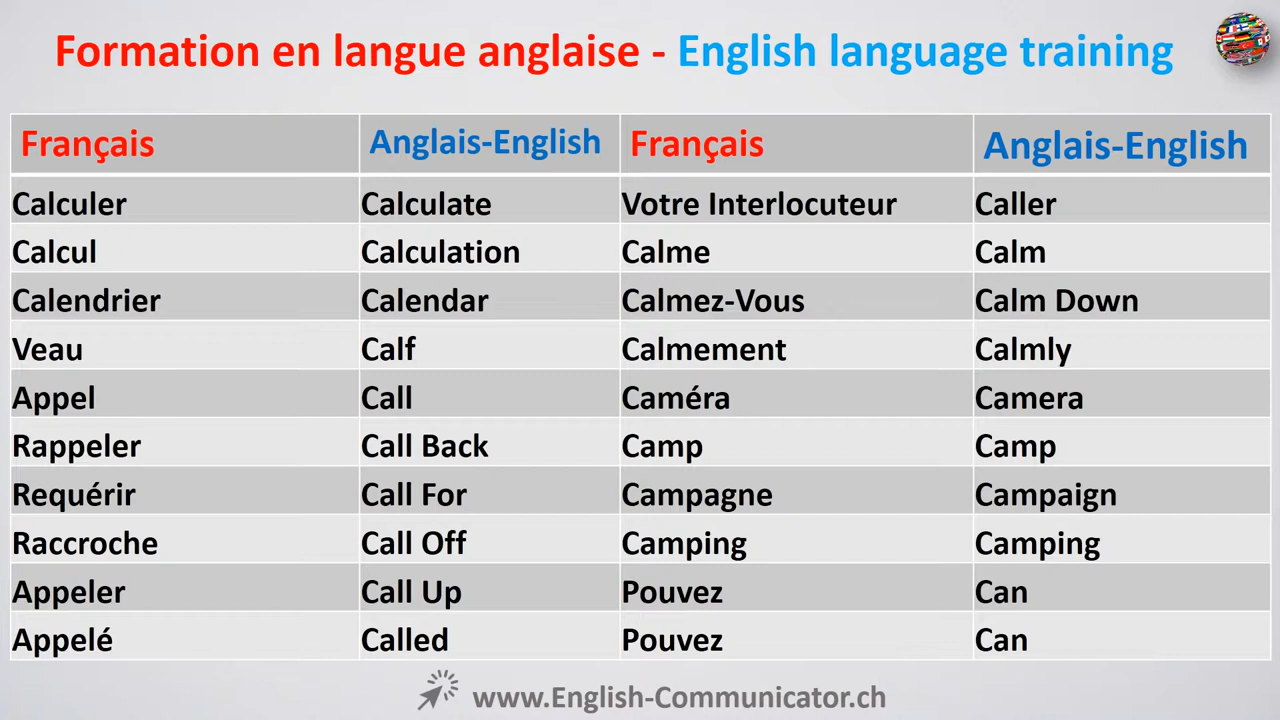 Formation en langue anglaise - English language training
Français Anglais-English Français Anglais-English
Calculer Calculate Votre Interlocuteur Caller
Calcul Calculation Calme Calm
Calendrier Calendar Calmez-Vous Calm Down
Veau Calf Calmement Calmly
Appel Call Caméra Camera
Rappeler Call Back Camp Camp
Requérir Call For Campagne Campaign
Raccroche Call Off Camping Camping
Appeler Call Up Pouvez Can
Appelé Called Pouvez Can
www.English-Communicator.ch